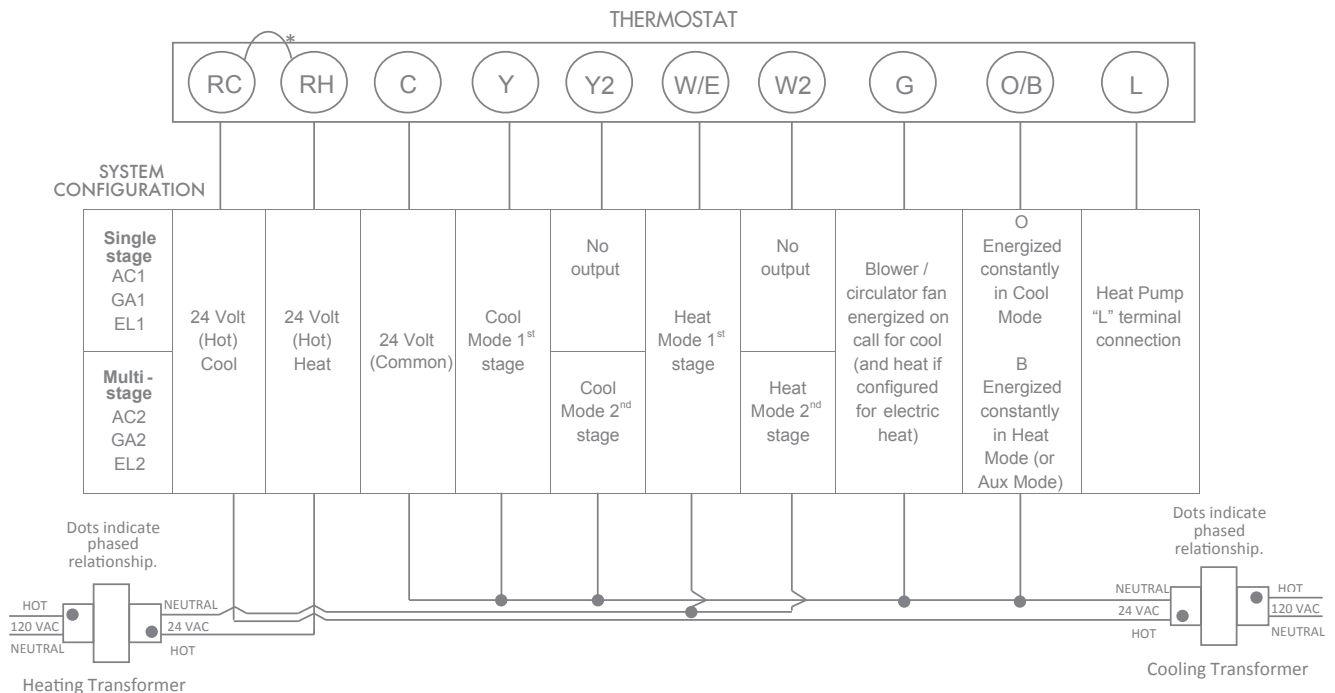 THERMOSTAT
*
RC
RH
C
Y
Y2
W/E
W2
G
O/B
L
SYSTEM
CONFIGURATION
Single
stage
AC1
GA1
EL1
Multi -
stage
AC2
GA2
EL2
24 Volt
(Hot)
Cool
24 Volt
(Hot)
Heat
24 Volt
(Common)
Cool
Mode 1st
stage
No
output
Cool
Mode 2nd
stage
Heat
Mode 1st
stage
No
output
Heat
Mode 2nd
stage
Blower /
circulator fan
energized on
call for cool
(and heat if
configured
for electric
heat)
O
Energized
constantly
in Cool
Mode
B
Energized
constantly
in Heat
Mode (or
Aux Mode)
Heat Pump
“L” terminal
connection
Dots indicate
phased
relationship.
HOT
120 VAC
NEUTRAL
NEUTRAL
24 VAC
HOT
Heating Transformer
Dots indicate
phased
relationship.
NEUTRAL
24 VAC
HOT
HOT
120 VAC
NEUTRAL
Cooling Transformer